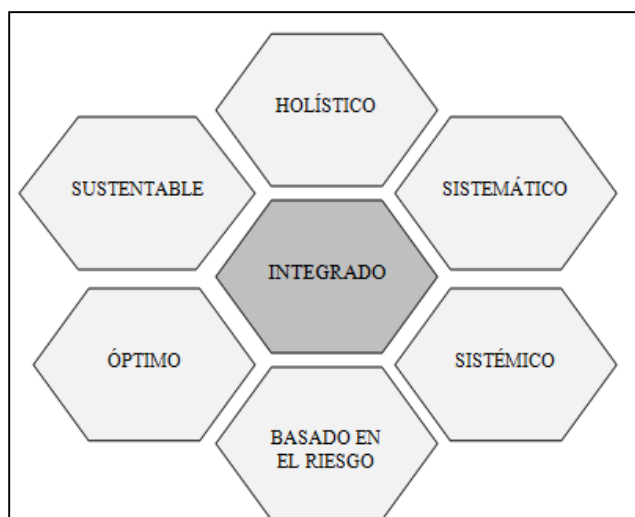 HOLÍSTICO
SUSTENTABLE
SISTEMÁTICO
INTEGRADO
ÓPTIMO
SISTÉMICO
BASADO EN
EL RIESGO